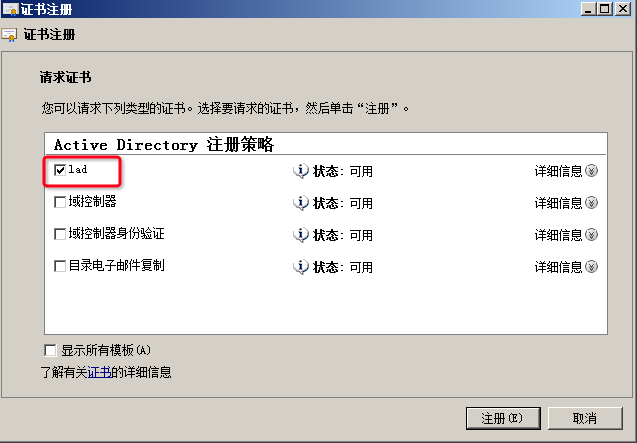 证书注册
证书注册
请求证书
您可以请求下列类型的证书。选择要请求的证书，然后单击“注册”。
Active Directory 注册策略
lad 状态: 可用 详细信息
域控制器 状态: 可用 详细信息
域控制器身份验证 状态: 可用 详细信息
目录电子邮件复制 状态: 可用 详细信息
显示所有模板(A)
了解有关证书的详细信息
注册(E) 取消